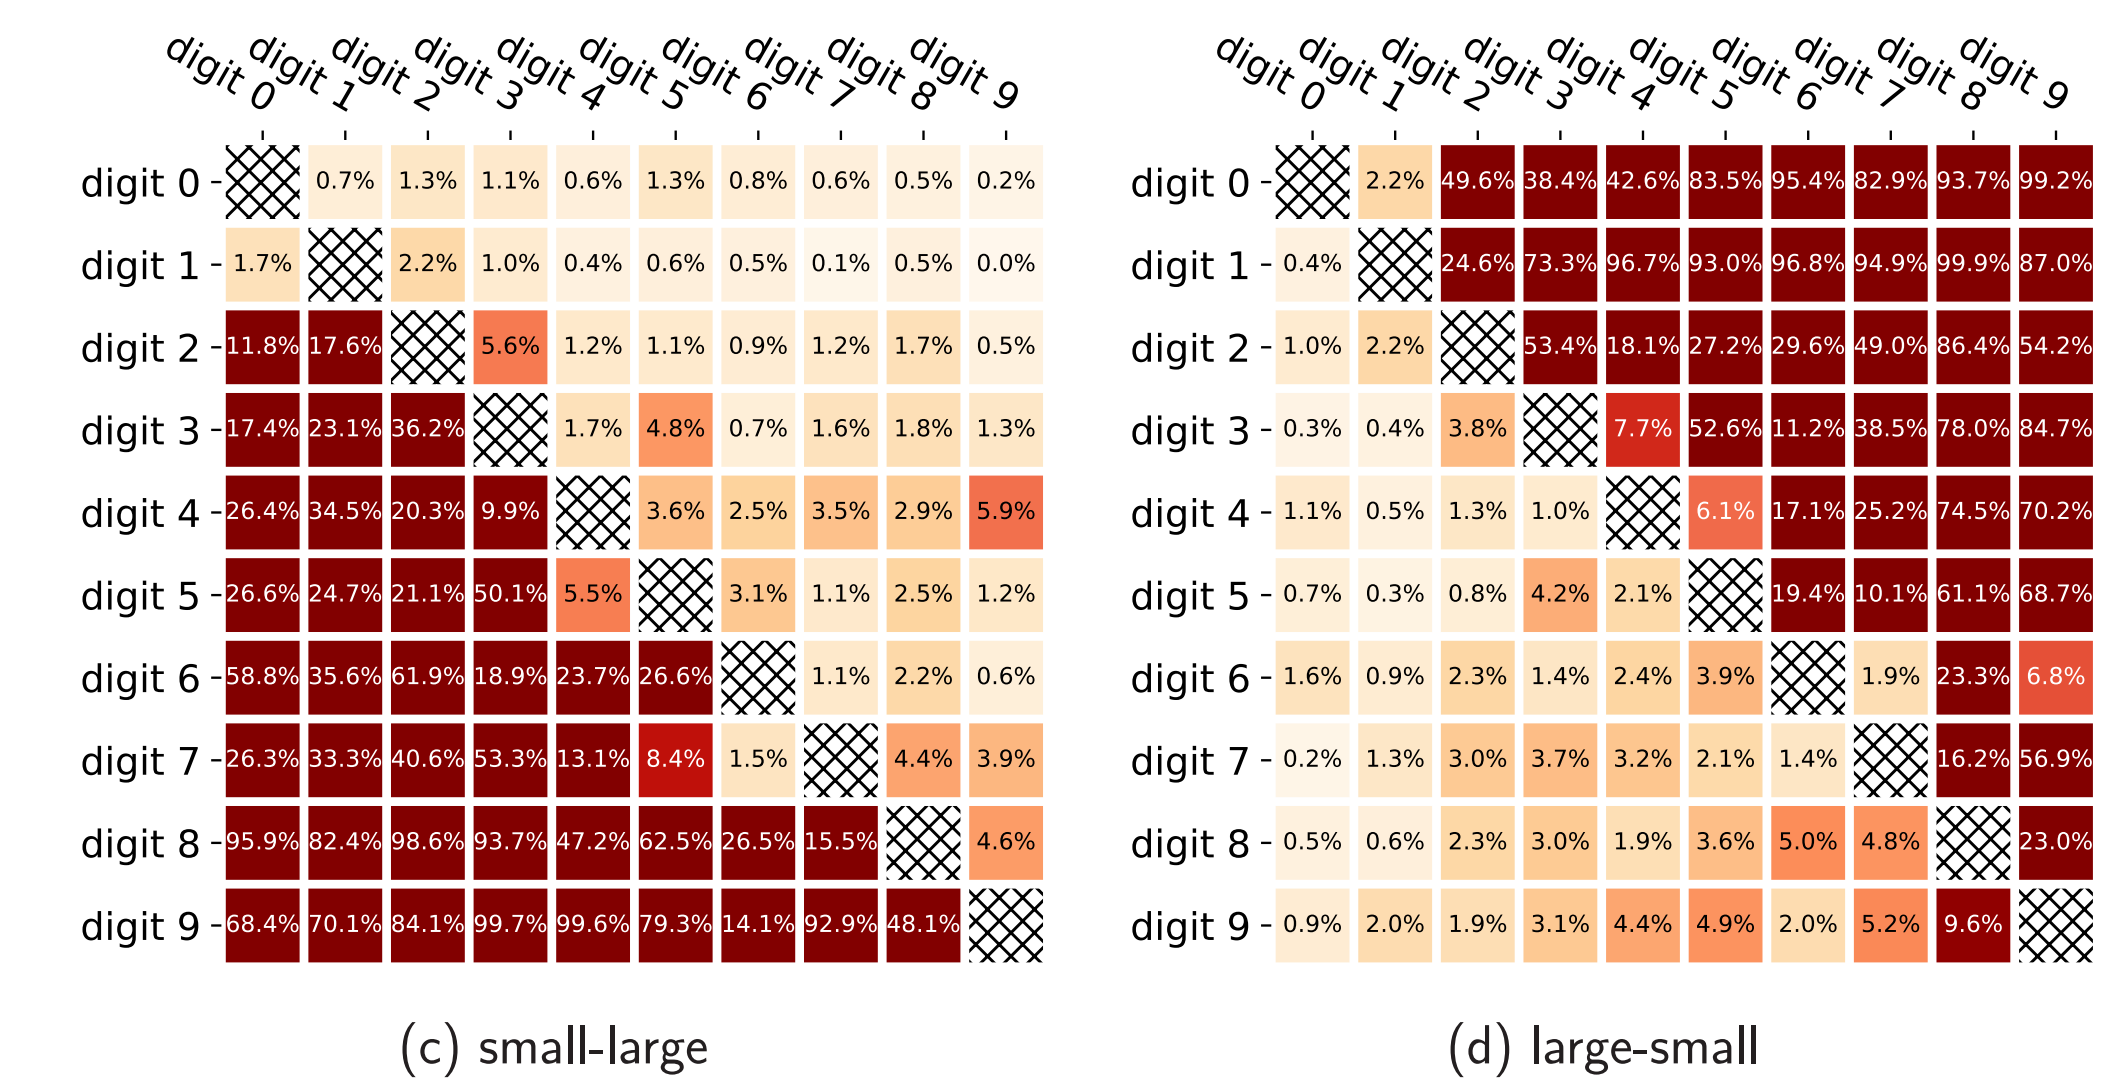 digit 0 digit 1 digit 2 digit 3 digit 4 digit 5 digit 6 digit 7 digit 8 digit 9
digit 0 0.7% 1.3% 1.1% 0.6% 1.3% 0.8% 0.6% 0.5% 0.2%
digit 1 1.7% 2.2% 1.0% 0.4% 0.6% 0.5% 0.1% 0.5% 0.0%
digit 2 11.8% 17.6% 5.6% 1.2% 1.1% 0.9% 1.2% 1.7% 0.5%
digit 3 17.4% 23.1% 36.2% 1.7% 4.8% 0.7% 1.6% 1.8% 1.3%
digit 4 26.4% 34.5% 20.3% 9.9% 3.6% 2.5% 3.5% 2.9% 5.9%
digit 5 26.6% 24.7% 21.1% 50.1% 5.5% 3.1% 1.1% 2.5% 1.2%
digit 6 58.8% 35.6% 61.9% 18.9% 23.7% 26.6% 1.1% 2.2% 0.6%
digit 7 26.3% 33.3% 40.6% 53.3% 13.1% 8.4% 1.5% 4.4% 3.9%
digit 8 95.9% 82.4% 98.6% 93.7% 47.2% 62.5% 26.5% 15.5% 4.6%
digit 9 68.4% 70.1% 84.1% 99.7% 99.6% 79.3% 14.1% 92.9% 48.1%
(c) small-large
digit 0 digit 1 digit 2 digit 3 digit 4 digit 5 digit 6 digit 7 digit 8 digit 9
digit 0 2.2% 49.6% 38.4% 42.6% 83.5% 95.4% 82.9% 93.7% 99.2%
digit 1 0.4% 24.6% 73.3% 96.7% 93.0% 96.8% 94.9% 99.9% 87.0%
digit 2 1.0% 2.2% 53.4% 18.1% 27.2% 29.6% 49.0% 86.4% 54.2%
digit 3 0.3% 0.4% 3.8% 7.7% 52.6% 11.2% 38.5% 78.0% 84.7%
digit 4 1.1% 0.5% 1.3% 1.0% 6.1% 17.1% 25.2% 74.5% 70.2%
digit 5 0.7% 0.3% 0.8% 4.2% 2.1% 19.4% 10.1% 61.1% 68.7%
digit 6 1.6% 0.9% 2.3% 1.4% 2.4% 3.9% 1.9% 23.3% 6.8%
digit 7 0.2% 1.3% 3.0% 3.7% 3.2% 2.1% 1.4% 16.2% 56.9%
digit 8 0.5% 0.6% 2.3% 3.0% 1.9% 3.6% 5.0% 4.8% 23.0%
digit 9 0.9% 2.0% 1.9% 3.1% 4.4% 4.9% 2.0% 5.2% 9.6%
(d) large-small